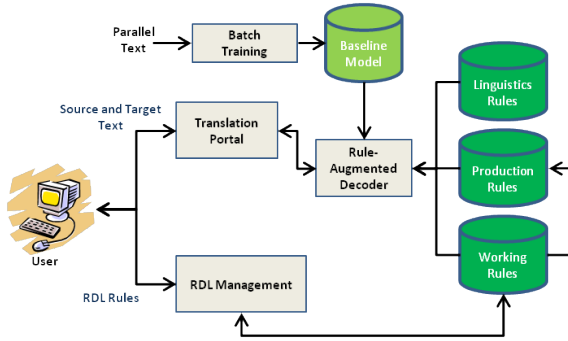 Parallel
Text
Batch
Training
Baseline
Model
Linguistics
Rules
Source and Target
Text
Translation
Portal
Rule-
Augmented
Decoder
Production
Rules
User
Working
Rules
RDL Rules
RDL Management